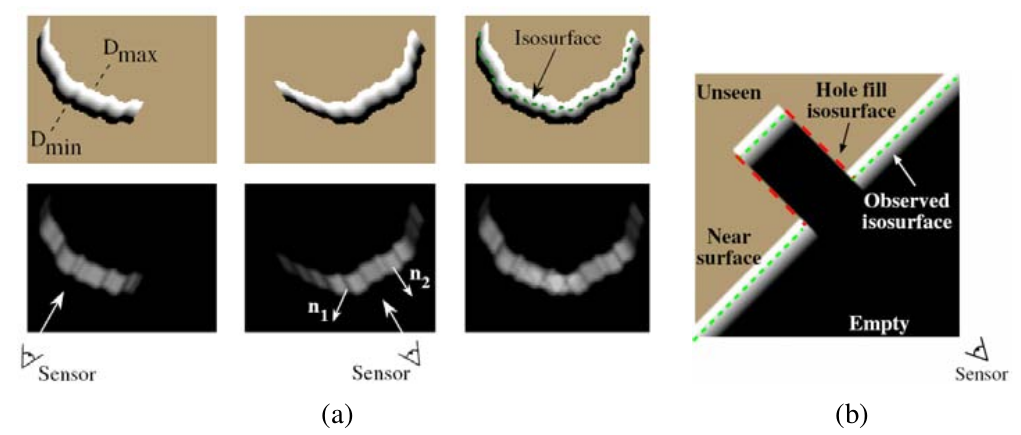 Dmax
Dmin
Isosurface
n1
n2
Sensor
Sensor
(a)
Unseen
Hole fill
isosurface
Observed
isosurface
Near
surface
Empty
Sensor
(b)